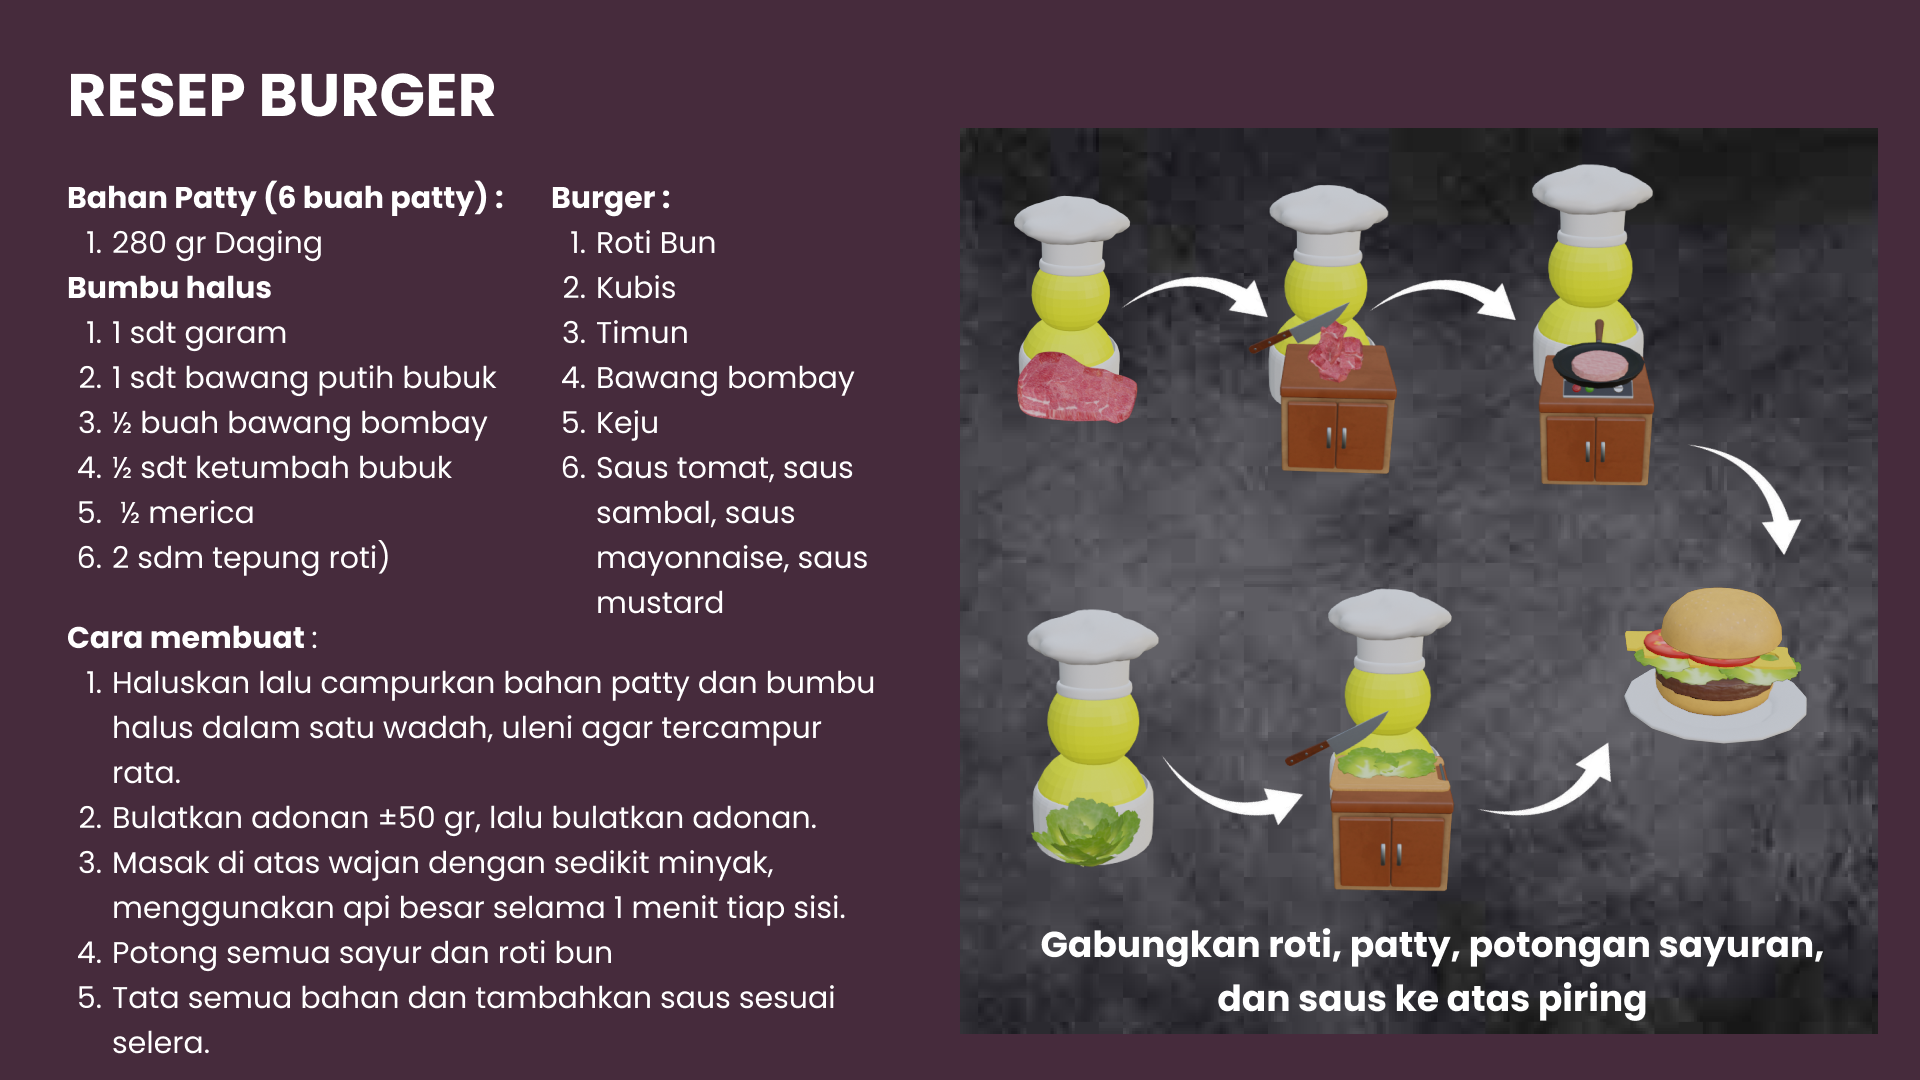 RESEP BURGER
Bahan Patty (6 buah patty) :
1. 280 gr Daging
Bumbu halus
1. 1 sdt garam
2. 1 sdt bawang putih bubuk
3. ½ buah bawang bombay
4. ½ sdt ketumbah bubuk
5. ½ merica
6. 2 sdm tepung roti)
Burger :
1. Roti Bun
2. Kubis
3. Timun
4. Bawang bombay
5. Keju
6. Saus tomat, saus
sambal, saus
mayonnaise, saus
mustard
Cara membuat :
1. Haluskan lalu campurkan bahan patty dan bumbu
halus dalam satu wadah, uleni agar tercampur
rata.
2. Bulatkan adonan ±50 gr, lalu bulatkan adonan.
3. Masak di atas wajan dengan sedikit minyak,
menggunakan api besar selama 1 menit tiap sisi.
4. Potong semua sayur dan roti bun
5. Tata semua bahan dan tambahkan saus sesuai
selera.
Gabungkan roti, patty, potongan sayuran,
dan saus ke atas piring